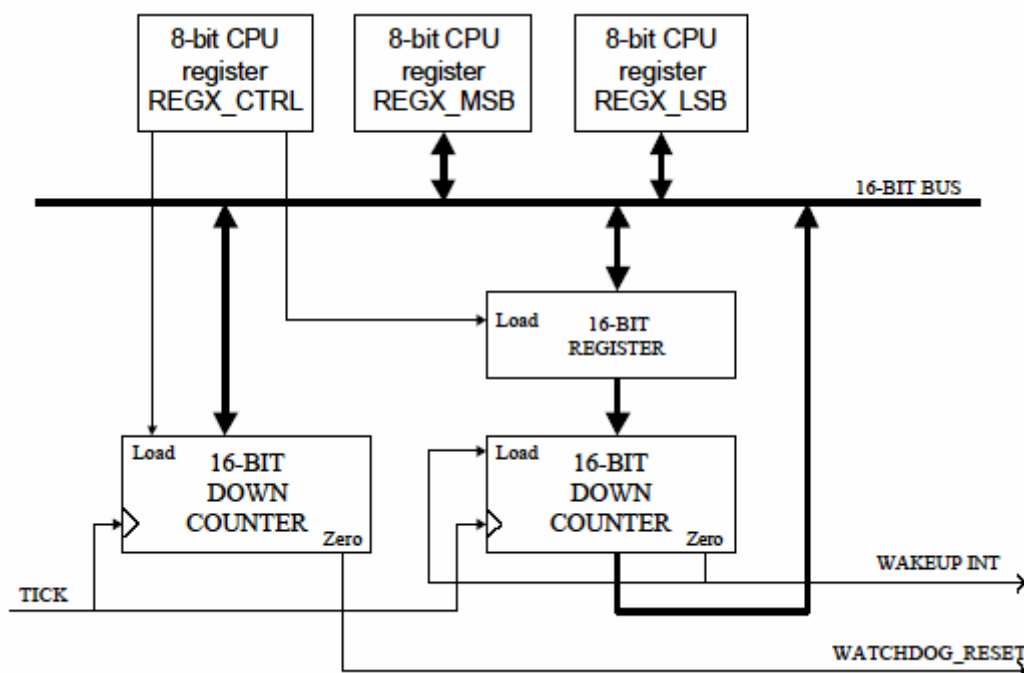 8-bit CPU
register
REGX_CTRL
8-bit CPU
register
REGX_MSB
8-bit CPU
register
REGX_LSB
16-BIT BUS
Load
16-BIT
REGISTER
Load
16-BIT
DOWN
COUNTER
Zero
Load
16-BIT
DOWN
COUNTER
Zero
WAKEUP INT
TICK
WATCHDOG_RESET